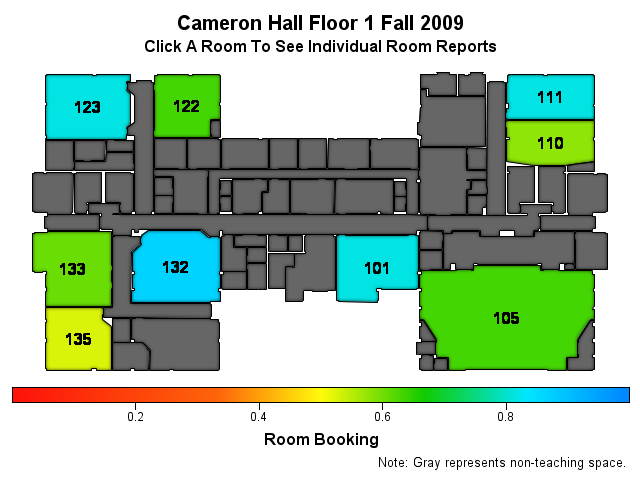 Cameron Hall Floor 1 Fall 2009
Click A Room To See Individual Room Reports
123
122
111
110
133
132
101
105
135
0.2 0.4 0.6 0.8
Room Booking
Note: Gray represents non-teaching space.